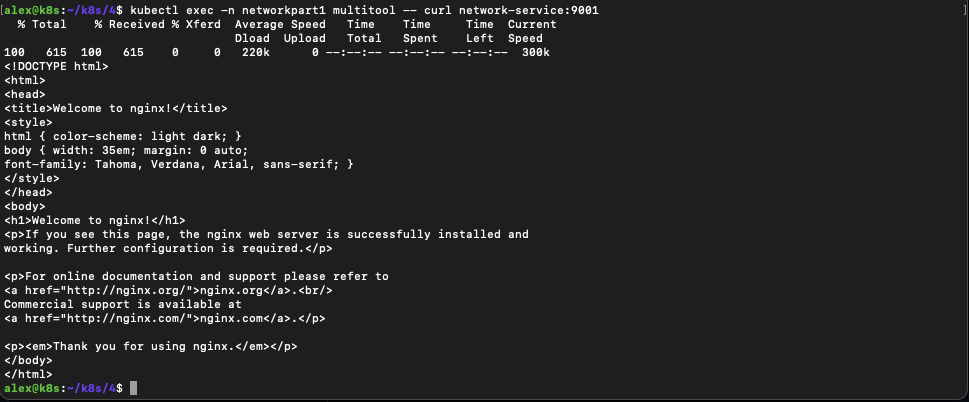 [alex@k8s:~/k8s/4$ kubectl exec -n networkpart1 multitool -- curl network-service:9001 ]
  % Total    % Received % Xferd  Average Speed   Time    Time     Time  Current
                                 Dload  Upload   Total   Spent    Left  Speed
100   615  100   615    0     0   220k      0 --:--:-- --:--:-- --:--:--  300k
<!DOCTYPE html>
<html>
<head>
<title>Welcome to nginx!</title>
<style>
html { color-scheme: light dark; }
body { width: 35em; margin: 0 auto;
font-family: Tahoma, Verdana, Arial, sans-serif; }
</style>
</head>
<body>
<h1>Welcome to nginx!</h1>
<p>If you see this page, the nginx web server is successfully installed and
working. Further configuration is required.</p>

<p>For online documentation and support please refer to
<a href="http://nginx.org/">nginx.org</a>.<br/>
Commercial support is available at
<a href="http://nginx.com/">nginx.com</a>.</p>

<p><em>Thank you for using nginx.</em></p>
</body>
</html>
alex@k8s:~/k8s/4$